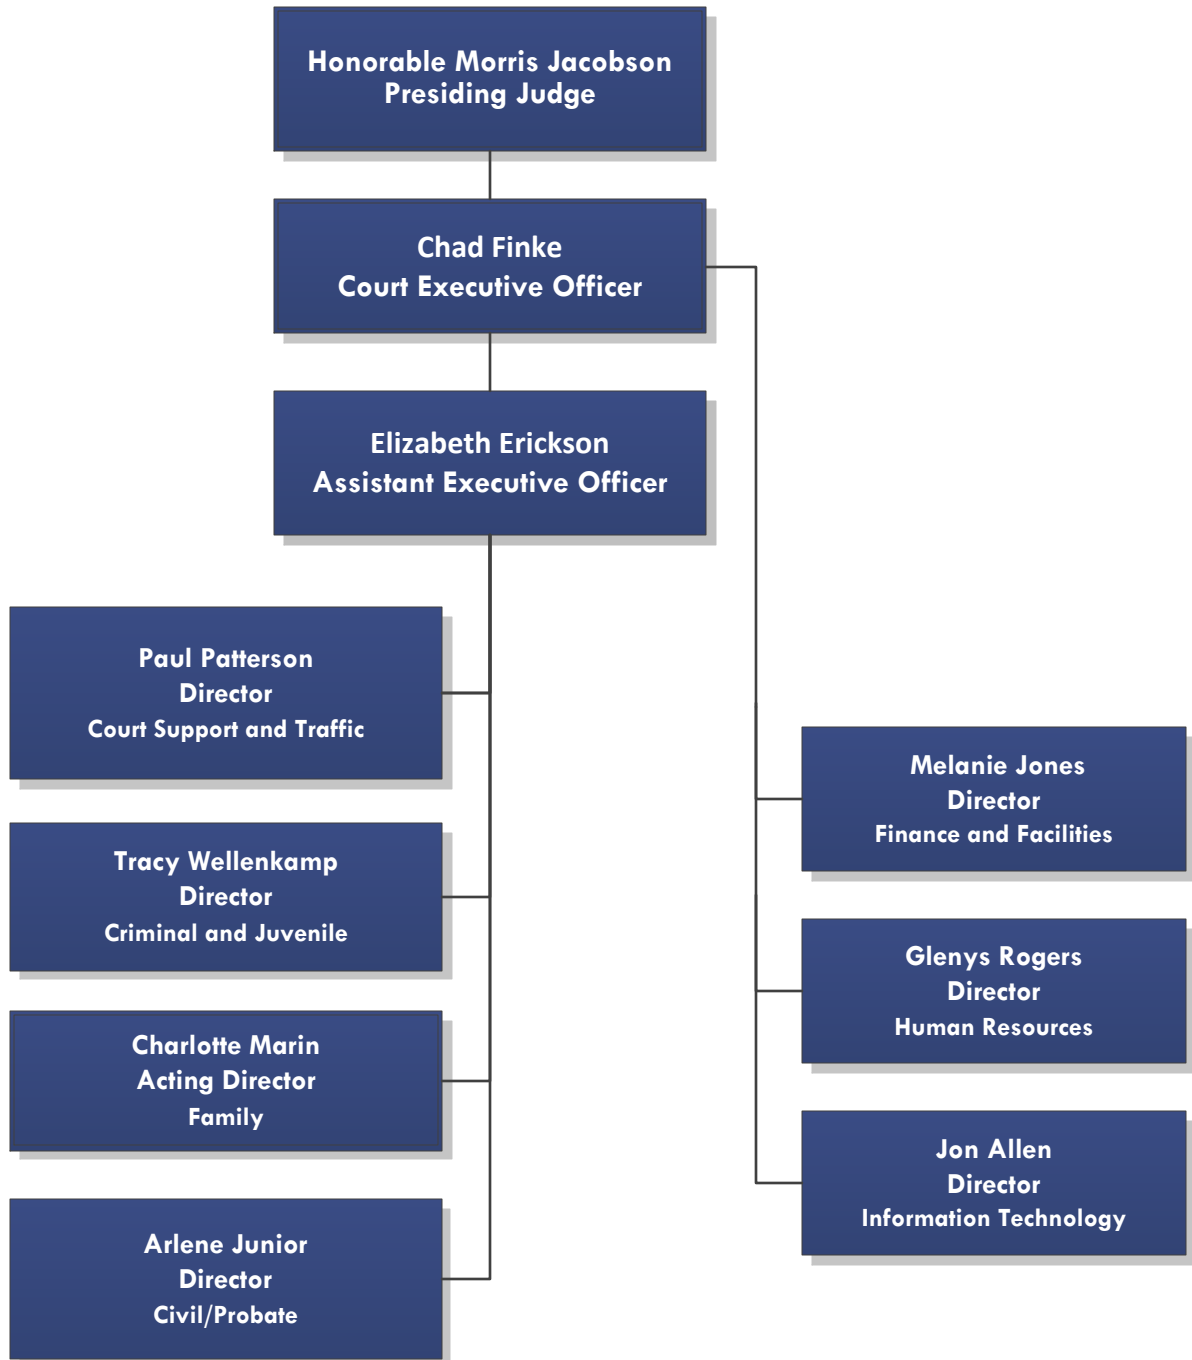 Honorable Morris Jacobson
Presiding Judge
Chad Finke
Court Executive Officer
Elizabeth Erickson
Assistant Executive Officer
Paul Patterson
Director
Court Support and Traffic
Tracy Wellenkamp
Director
Criminal and Juvenile
Charlotte Marin
Acting Director
Family
Arlene Junior
Director
Civil/Probate
Melanie Jones
Director
Finance and Facilities
Glenys Rogers
Director
Human Resources
Jon Allen
Director
Information Technology